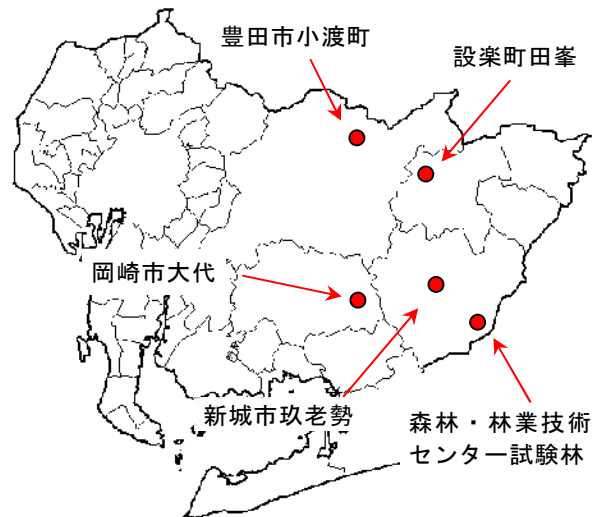 豊田市小渡町
設楽町田峯
岡崎市大代
新城市玖老勢
森林・林業技術
センター試験林